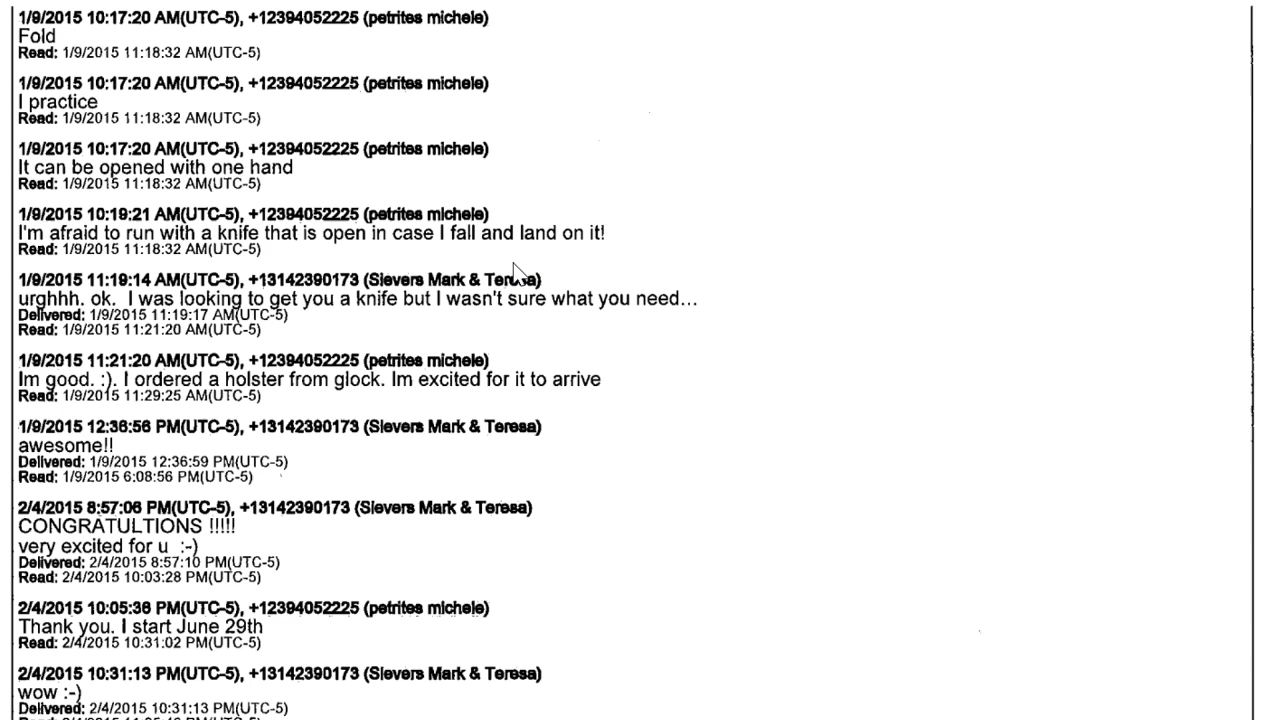 1/9/2015 10:17:20 AM(UTC-5), +12394052225 (petrites michele)
Fold
Read: 1/9/2015 11:18:32 AM(UTC-5)
1/9/2015 10:17:20 AM(UTC-5), +12394052225 (petrites michele)
I practice
Read: 1/9/2015 11:18:32 AM(UTC-5)
1/9/2015 10:17:20 AM(UTC-5), +12394052225 (petrites michele)
It can be opened with one hand
Read: 1/9/2015 11:18:32 AM(UTC-5)
1/9/2015 10:19:21 AM(UTC-5), +12394052225 (petrites michele)
I'm afraid to run with a knife that is open in case I fall and land on it!
Read: 1/9/2015 11:18:32 AM(UTC-5)
1/9/2015 11:19:14 AM(UTC-5), +13142390173 (Sievers Mark & Teresa)
urghhh. ok. I was looking to get you a knife but I wasn't sure what you need...
Delivered: 1/9/2015 11:19:17 AM(UTC-5)
Read: 1/9/2015 11:21:20 AM(UTC-5)
1/9/2015 11:21:20 AM(UTC-5), +12394052225 (petrites michele)
Im good. :). I ordered a holster from glock. Im excited for it to arrive
Read: 1/9/2015 11:29:25 AM(UTC-5)
1/9/2015 12:36:56 PM(UTC-5), +13142390173 (Sievers Mark & Teresa)
awesome!!
Delivered: 1/9/2015 12:36:59 PM(UTC-5)
Read: 1/9/2015 6:08:56 PM(UTC-5)
2/4/2015 8:57:06 PM(UTC-5), +13142390173 (Sievers Mark & Teresa)
CONGRATULTIONS !!!!!
very excited for u :-)
Delivered: 2/4/2015 8:57:10 PM(UTC-5)
Read: 2/4/2015 10:03:28 PM(UTC-5)
2/4/2015 10:05:36 PM(UTC-5), +12394052225 (petrites michele)
Thank you. I start June 29th
Read: 2/4/2015 10:31:02 PM(UTC-5)
2/4/2015 10:31:13 PM(UTC-5), +13142390173 (Sievers Mark & Teresa)
wow :-)
Delivered: 2/4/2015 10:31:13 PM(UTC-5)